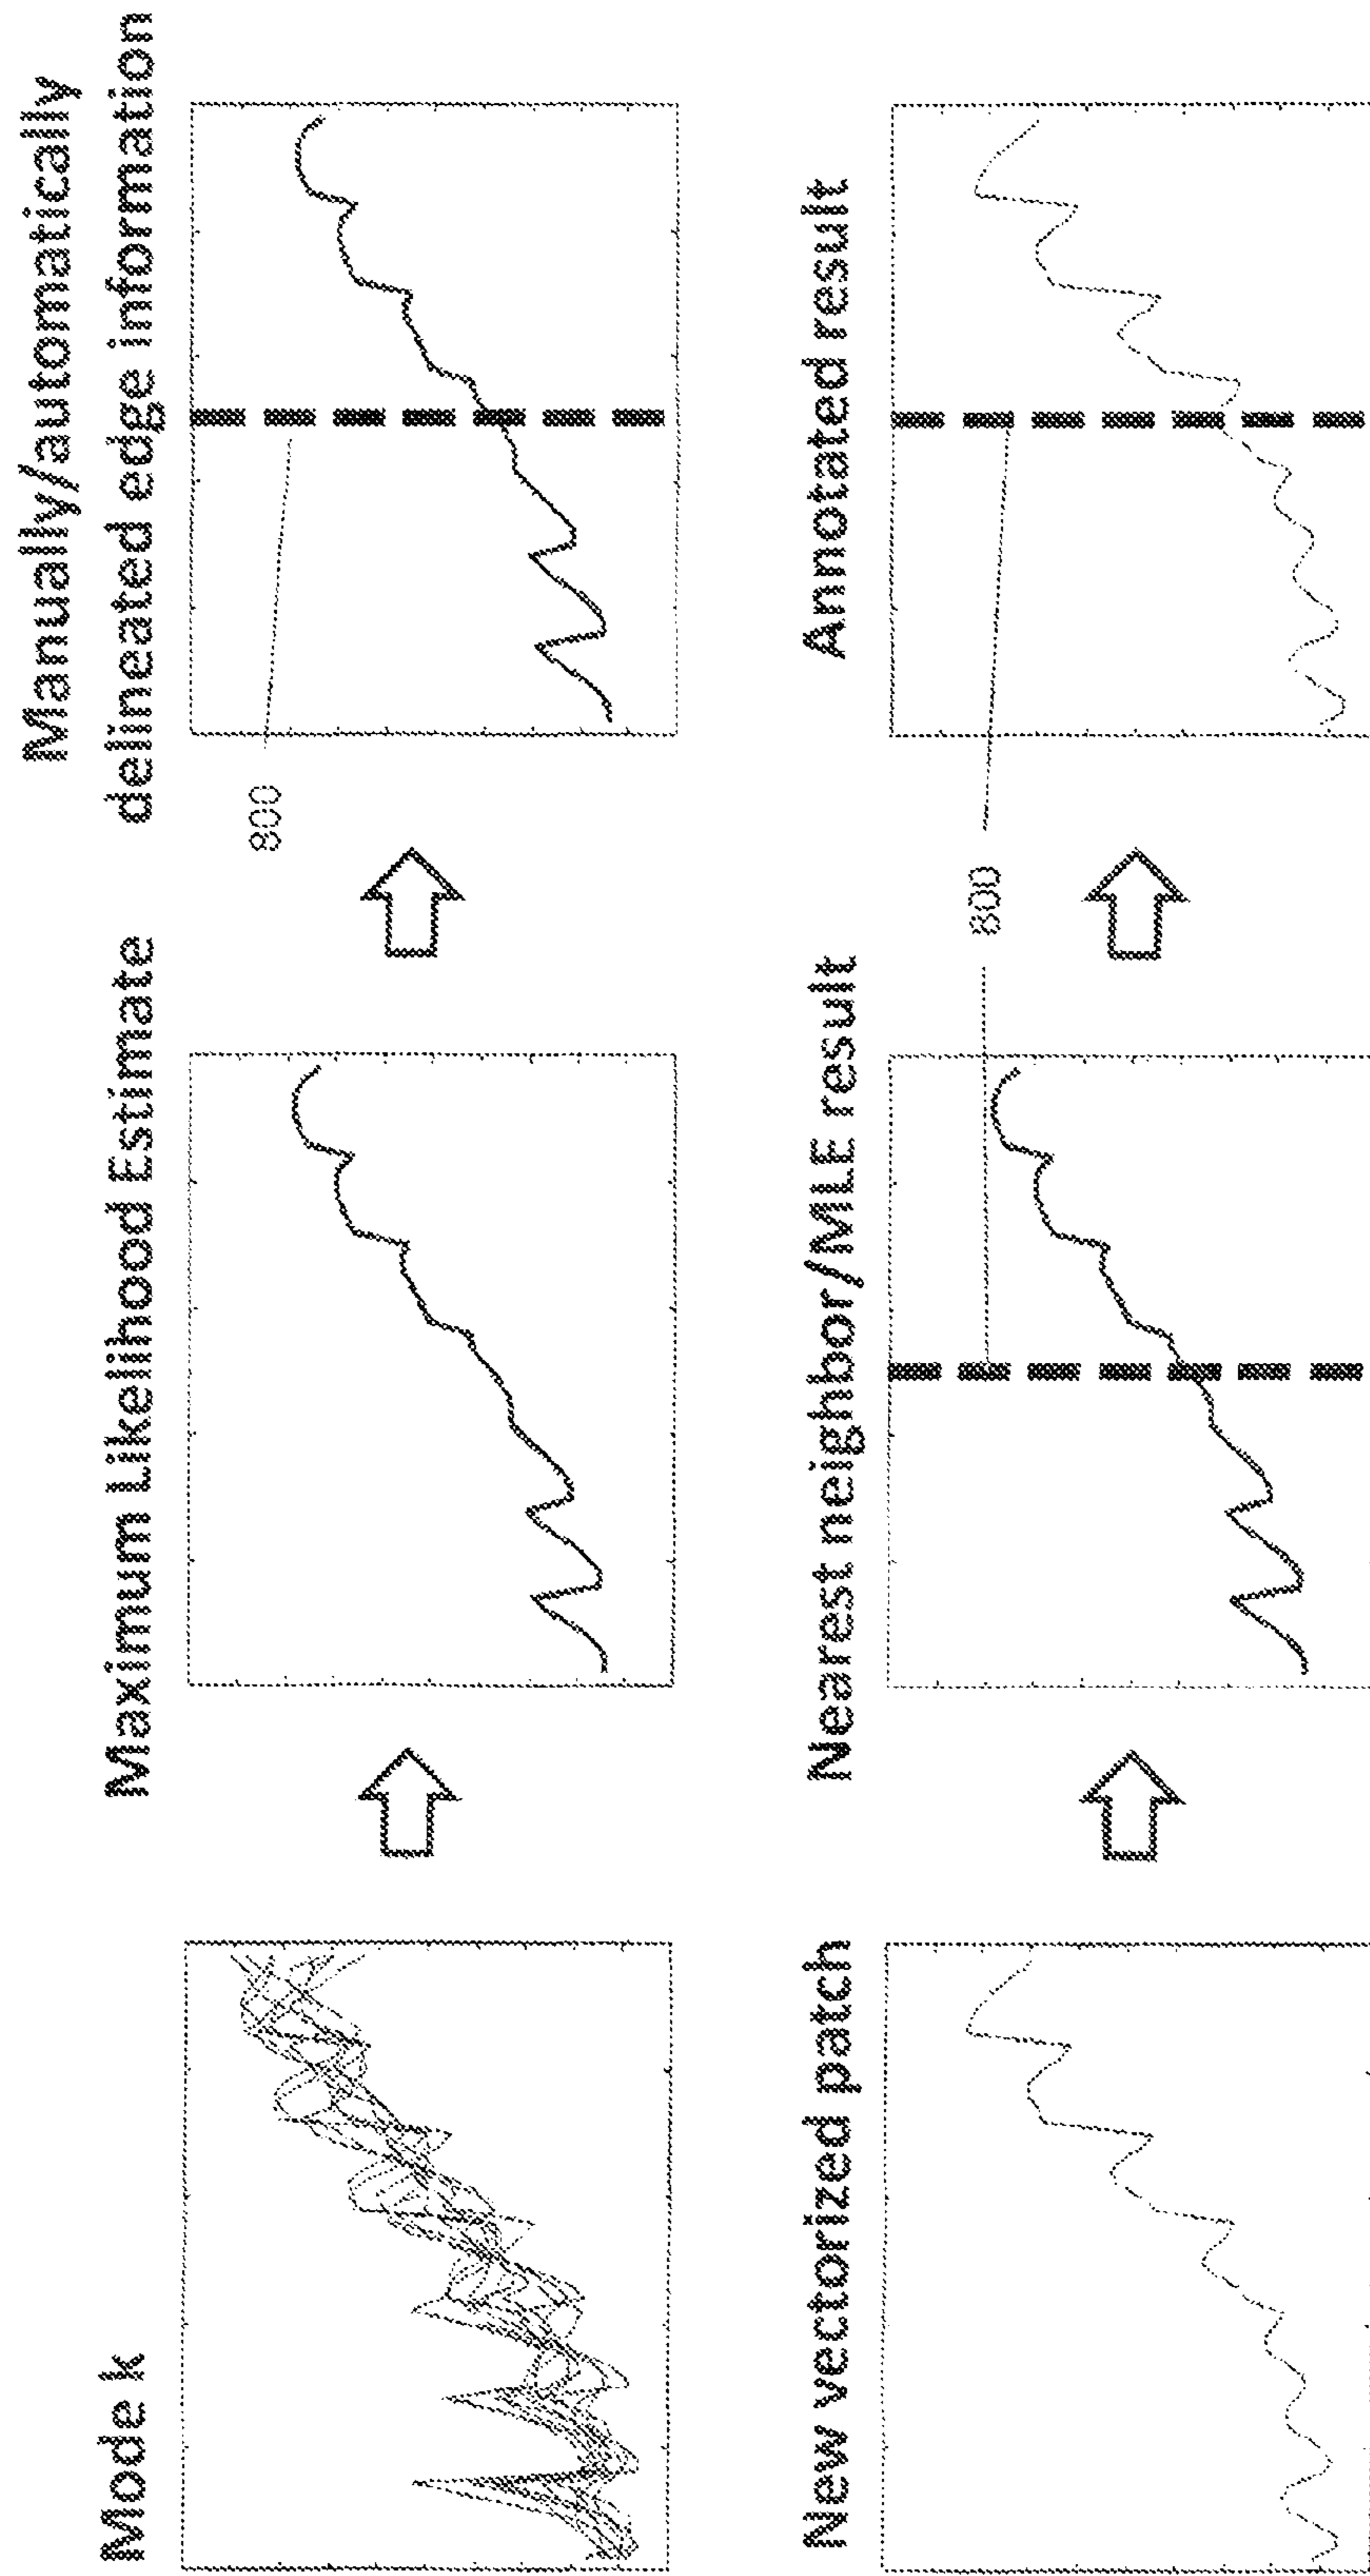 Mode k
Maximum Likelihood Estimate
Manually/automatically
delineated edge information
800
New vectorized patch
Nearest neighbor/MLE result
Annotated result
800